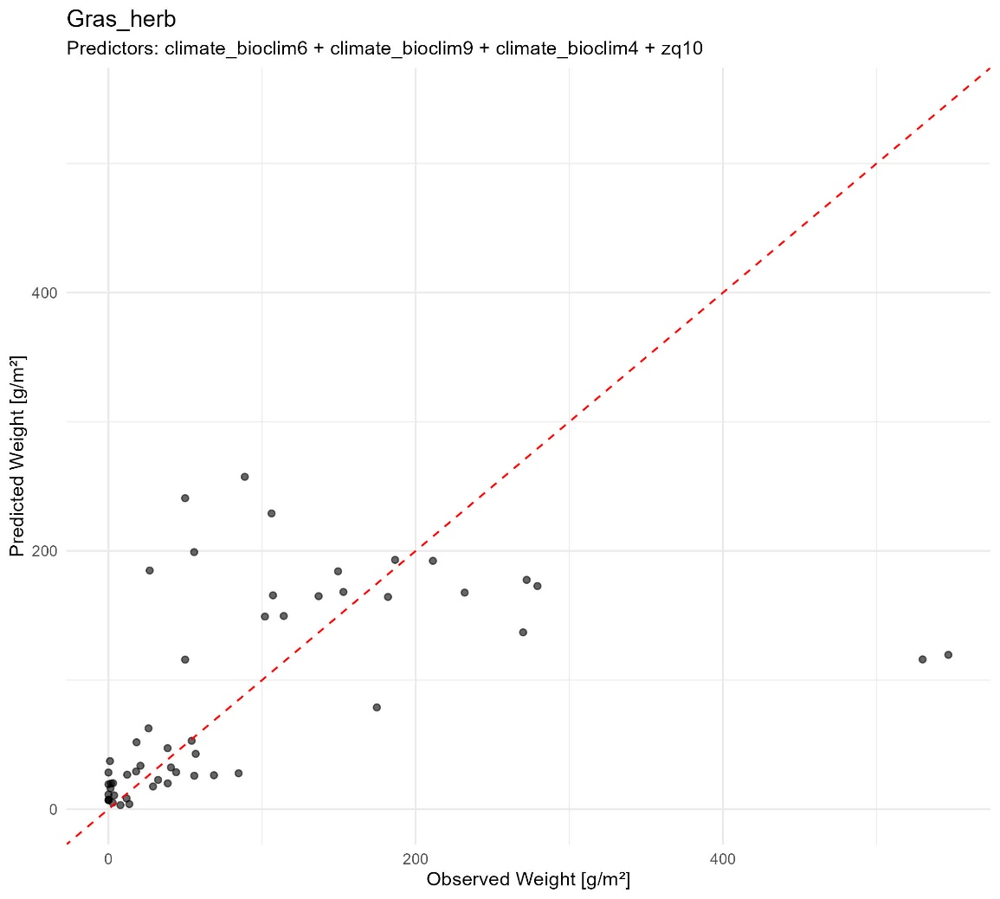 Gras_herb
Predictors: climate_bioclim6 + climate_bioclim9 + climate_bioclim4 + zq10
Predicted Weight [g/m²]
400
200
0
0 200 400
Observed Weight [g/m²]